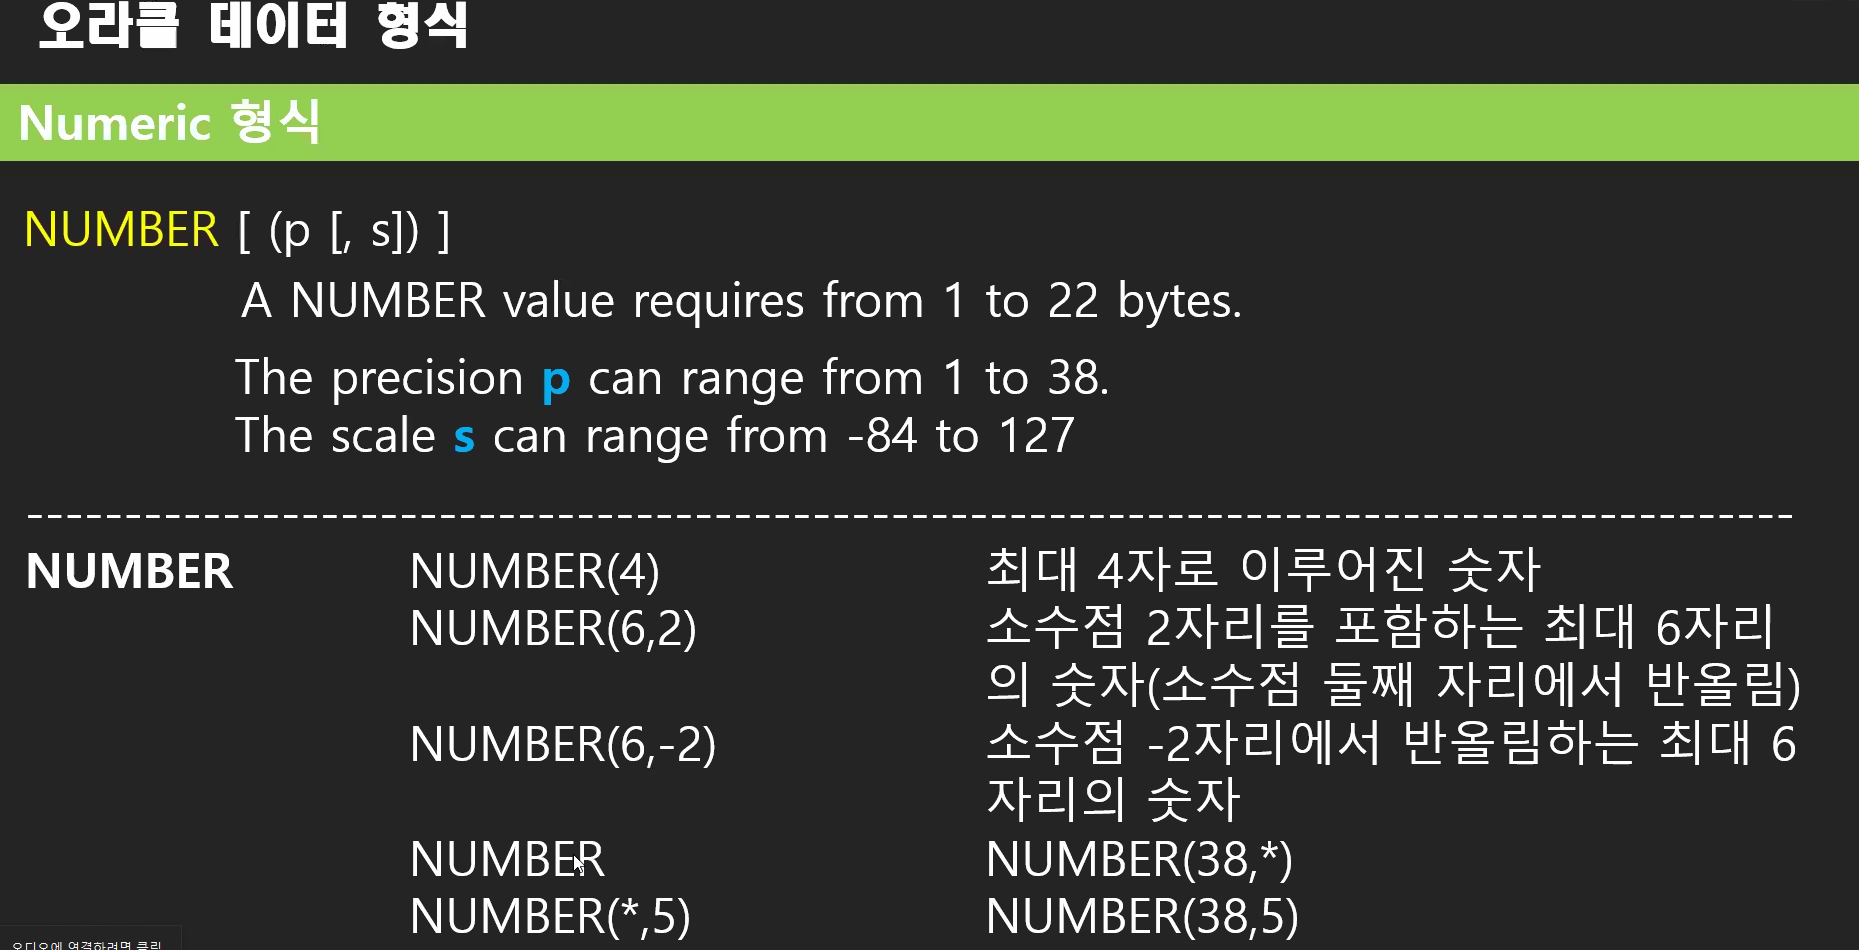 오라클 데이터 형식
Numeric 형식
NUMBER [ (p [, s]) ]
A NUMBER value requires from 1 to 22 bytes.
The precision p can range from 1 to 38.
The scale s can range from -84 to 127
------------------------------------------------------------------------------------------
NUMBER NUMBER(4) 최대 4자로 이루어진 숫자
NUMBER(6,2) 소수점 2자리를 포함하는 최대 6자리
의 숫자(소수점 둘째 자리에서 반올림)
NUMBER(6,-2) 소수점 -2자리에서 반올림하는 최대 6
자리의 숫자
NUMBER NUMBER(38,*)
NUMBER(*,5) NUMBER(38,5)
오디오에 연결하려면 클릭